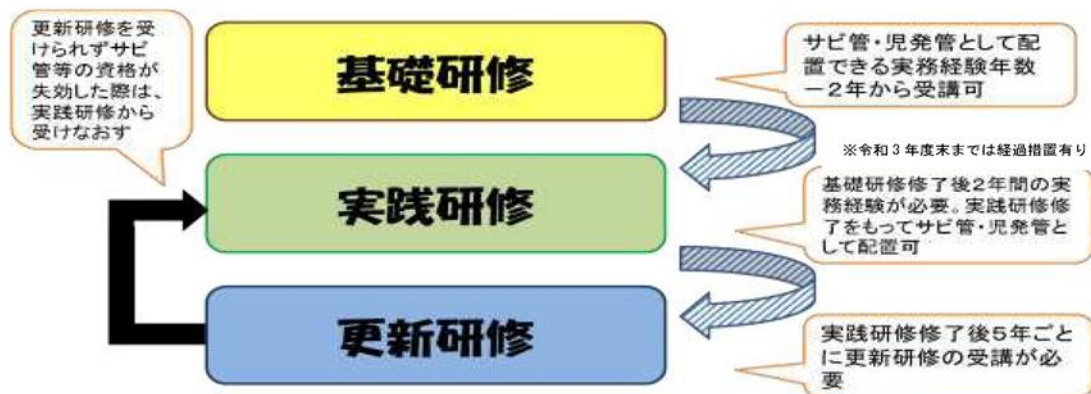 更新研修を受
けられずサビ
管等の資格が
失効した際は、
実践研修から
受けなおす
基礎研修
サビ管・児発管として配
置できる実務経験年数
－2年から受講可
※令和3年度末までは経過措置有り
実践研修
基礎研修修了後2年間の実
務経験が必要。実践研修修
了をもってサビ管・児発管と
して配置可
更新研修
実践研修修了後5年ごと
に更新研修の受講が必
要